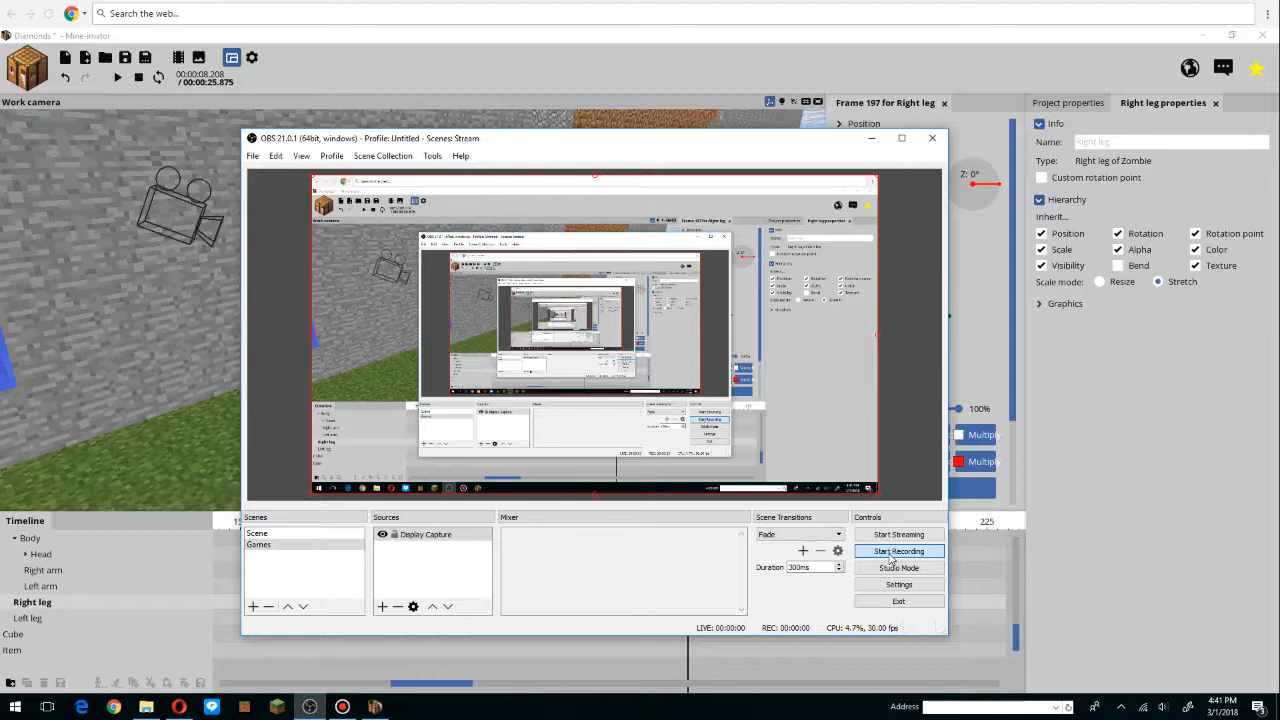 Search the web...
Diamonds * - Mine-imator
00:00:08.208
/ 00:00:25.875
Work camera
Frame 197 for Right leg
Position
Z: 0°
100%
Multiply
Multiply
Project properties
Right leg properties
Info
Name:
Right leg
Type:
Right leg of Zombie
Custom rotation point
Hierarchy
Inherit...
Position
Rotation
Rotation point
Scale
Alpha
Color
Visibility
Bend
Texture
Scale mode:
Resize
Stretch
Graphics
OBS 21.0.1 (64bit, windows) - Profile: Untitled - Scenes: Stream
File
Edit
View
Profile
Scene Collection
Tools
Help
Scenes
Scene
Games
Sources
Display Capture
Mixer
Scene Transitions
Fade
Duration
300ms
Controls
Start Streaming
Start Recording
Studio Mode
Settings
Exit
LIVE: 00:00:00
REC: 00:00:00
CPU: 4.7%, 30.00 fps
Timeline
225
Body
Head
Right arm
Left arm
Right leg
Left leg
Cube
Item
Address
4:41 PM
3/1/2018
3